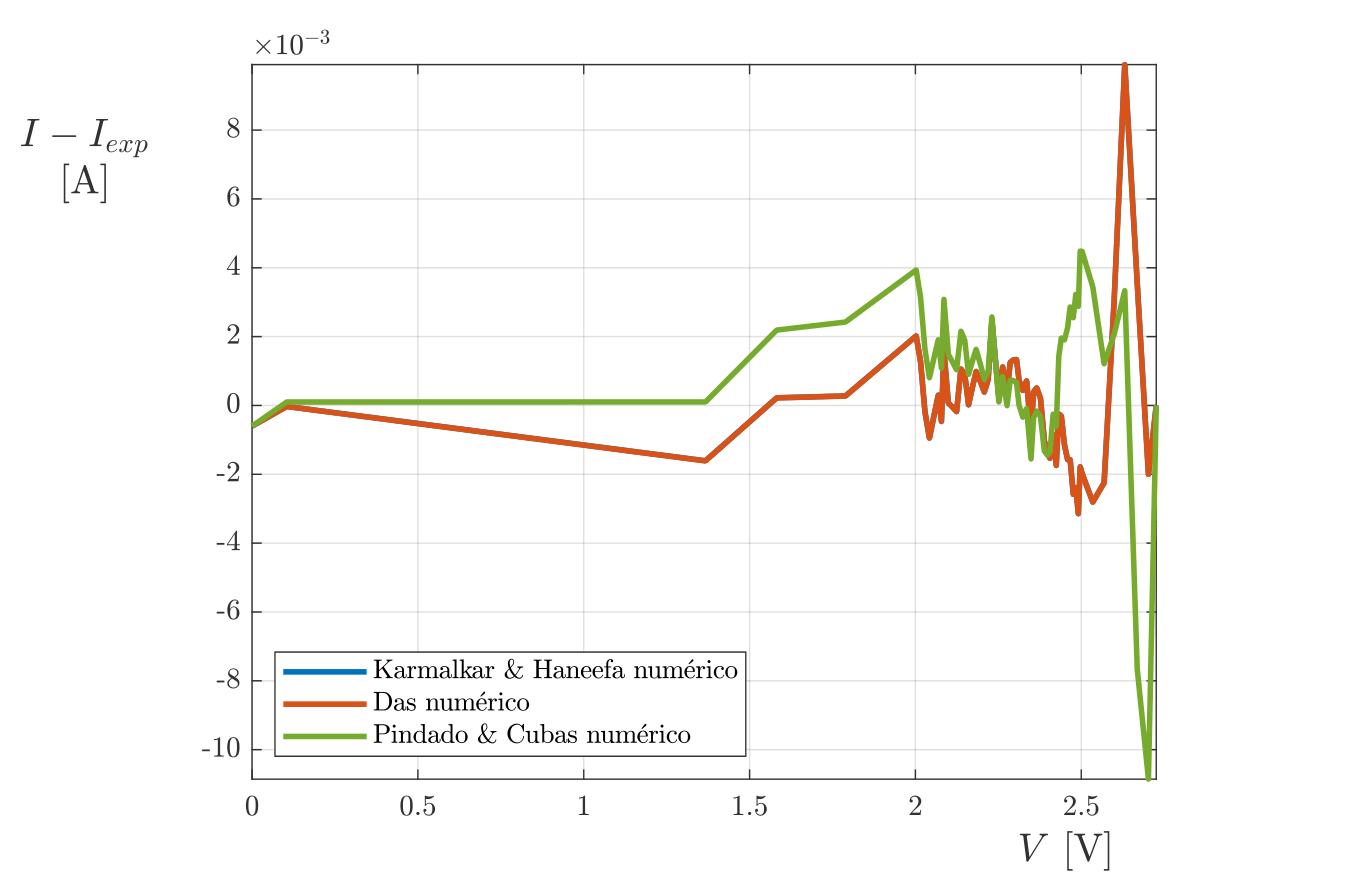 ×10⁻³
I − I_exp
[A]
8
6
4
2
0
-2
-4
-6
-8
-10
Karmalkar & Haneefa numérico
Das numérico
Pindado & Cubas numérico
0 0.5 1 1.5 2 2.5
V [V]